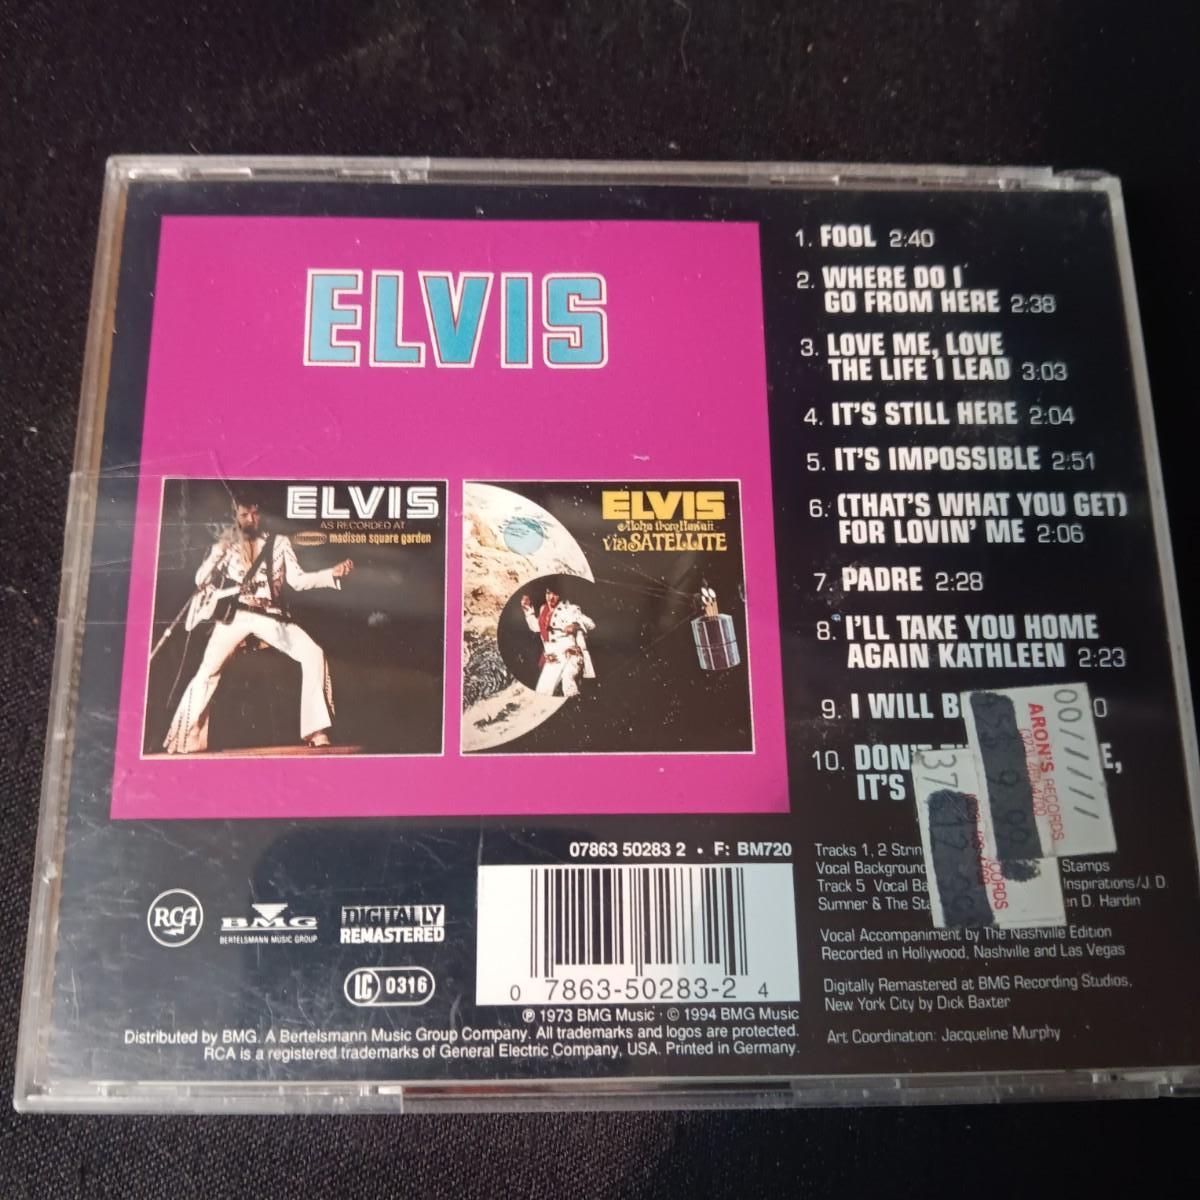 ELVIS
ELVIS
AS RECORDED AT
madison square garden
ELVIS
Aloha from Hawaii
via SATELLITE
1. FOOL 2:40
2. WHERE DO I
GO FROM HERE 2:38
3. LOVE ME, LOVE
THE LIFE I LEAD 3:03
4. IT'S STILL HERE 2:04
5. IT'S IMPOSSIBLE 2:51
6. (THAT'S WHAT YOU GET)
FOR LOVIN' ME 2:06
7. PADRE 2:28
8. I'LL TAKE YOU HOME
AGAIN KATHLEEN 2:23
9. I WILL
10. DON'T
IT'S
00/////
ARON'S RECORDS
Tracks 1, 2
Vocal Background Stamps
Track 5 Vocal Inspirations/J. D.
Sumner & The D. Hardin
Vocal Accompaniment by The Nashville Edition
Recorded in Hollywood, Nashville and Las Vegas
Digitally Remastered at BMG Recording Studios,
New York City by Dick Baxter
Art Coordination: Jacqueline Murphy
07863 50283 2 • F: BM720
RCA
BMG
BERTELSMANN MUSIC GROUP
DIGITALLY
REMASTERED
LC 0316
0 7863-50283-2 4
℗ 1973 BMG Music · © 1994 BMG Music
Distributed by BMG. A Bertelsmann Music Group Company. All trademarks and logos are protected.
RCA is a registered trademarks of General Electric Company, USA. Printed in Germany.